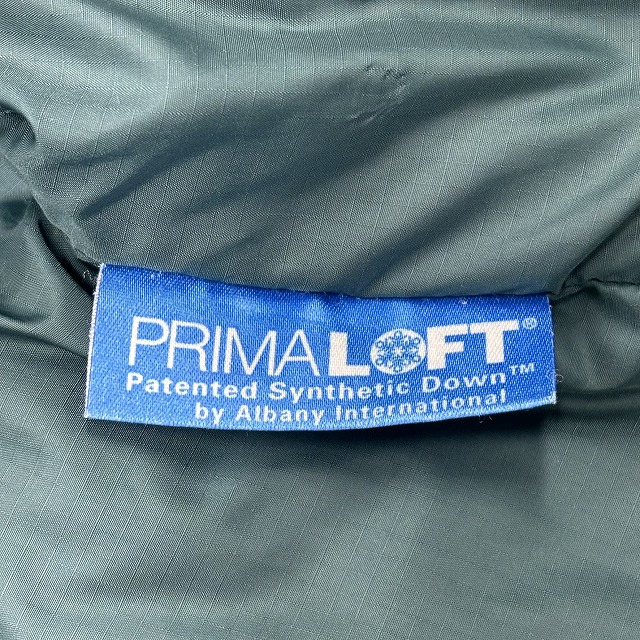 PRIMALOFT®
Patented Synthetic Down™
by Albany International